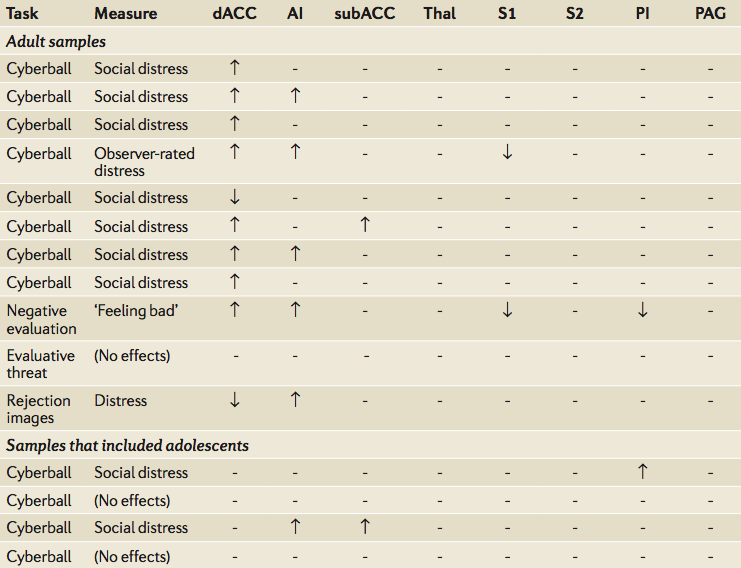 Task Measure dACC AI subACC Thal S1 S2 PI PAG
Adult samples
Cyberball Social distress ↑ - - - - - - -
Cyberball Social distress ↑ ↑ - - - - - -
Cyberball Social distress ↑ - - - - - - -
Cyberball Observer-rated ↑ ↑ - - ↓ - - -
distress
Cyberball Social distress ↓ - - - - - - -
Cyberball Social distress ↑ - ↑ - - - - -
Cyberball Social distress ↑ ↑ - - - - - -
Cyberball Social distress ↑ - - - - - - -
Negative ‘Feeling bad’ ↑ ↑ - - ↓ - ↓ -
evaluation
Evaluative (No effects) - - - - - - - -
threat
Rejection Distress ↓ ↑ - - - - - -
images
Samples that included adolescents
Cyberball Social distress - - - - - - ↑ -
Cyberball (No effects) - - - - - - - -
Cyberball Social distress - ↑ ↑ - - - - -
Cyberball (No effects) - - - - - - - -